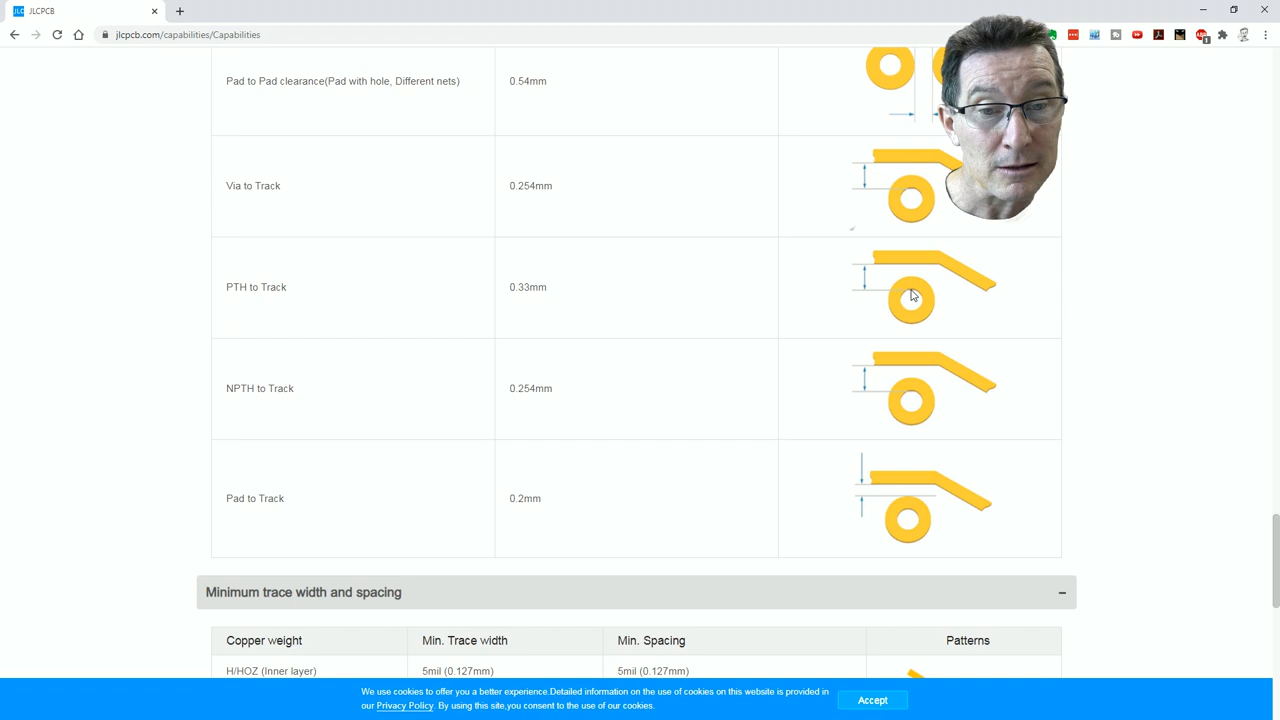 JLC JLCPCB
jlcpcb.com/capabilities/Capabilities
1
Pad to Pad clearance(Pad with hole, Different nets) 0.54mm
Via to Track 0.254mm
PTH to Track 0.33mm
NPTH to Track 0.254mm
Pad to Track 0.2mm
Minimum trace width and spacing
Copper weight Min. Trace width Min. Spacing Patterns
H/HOZ (Inner layer) 5mil (0.127mm) 5mil (0.127mm)
We use cookies to offer you a better experience.Detailed information on the use of cookies on this website is provided in
our Privacy Policy. By using this site,you consent to the use of our cookies.
Accept